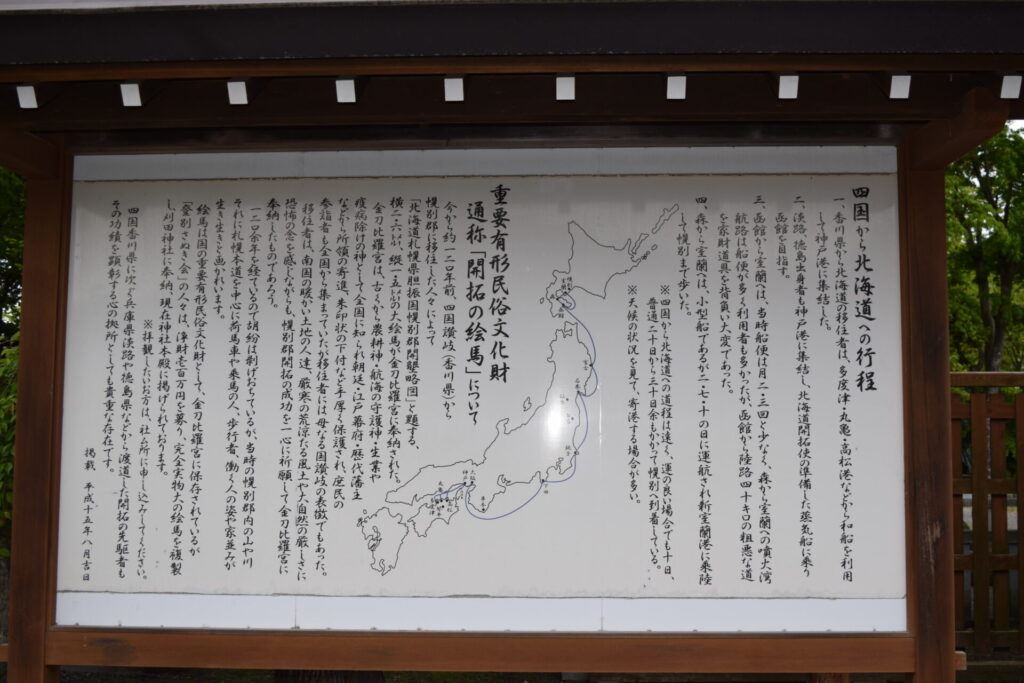 四国から北海道への行程
一、香川県から北海道の移住者は、多度津・丸亀・高松港などから和船を利用
して神戸港に集結した。
二、淡路・徳島出身者も神戸港に集結し、北海道開拓使の準備した蒸気船に乗り
函館を目指す。
三、函館から室蘭へは、当時船便は月二・三回と少なく、森から室蘭への噴火湾
航路は船便が多く利用者も多かったが、函館から陸路四十キロの粗悪な道
を家財道具を背負い大変であった。
四、森から室蘭へは、小型船であるが二・七・十の日に運航され新室蘭港に乗陸
して幌別まで歩いた。
※四国から北海道への道程は遠く、運の良い場合でも十日、
普通二十日から三十日余もかかって幌別へ到着している。
※天候の状況を見て、寄港する場合が多い。
重要有形民俗文化財
通称「開拓の絵馬」について
今から約一二〇年前 四国讃岐(香川県)から
幌別郡に移住した人々によって
「北海道札幌県胆振国幌別郡開墾略図」と題する、
横二・六㍍、縦一・五㍍の大絵馬が金刀比羅宮に奉納された。
金刀比羅宮は、古くから農耕神・航海の守護神・生業や
疫病除けの神として全国に知られ朝廷・江戸幕府・歴代藩主
などから所領の寄進、朱印状の下付など手厚く保護され、庶民の
参詣者も全国から集まっていたが移住者には母なる国讃岐の表徴でもあった。
移住者は、南国の暖かい土地の人達、厳寒の荒涼たる風土や大自然の厳しさに
恐怖の念を感じながらも、幌別郡開拓の成功を一心に祈願して金刀比羅宮に
奉納したものであろう。
一二〇余年を経ているので胡粉は剥げおちているが、当時の幌別郡内の山や川
それに札幌本道を中心に荷馬車や乗馬の人、歩行者、働く人の姿や家並みが
生き生きと画かれています。
絵馬は国の重要有形民俗文化財として、金刀比羅宮に保存されているが
「登別さぬき会」の人々は、浄財壱百万円を募り、完全実物大の絵馬を複製
し、刈田神社に奉納、現在神社本殿に掲げられております。
※拝観したい方は、社ム所に申し込みしてください。
四国香川県に次ぐ兵庫県淡路や徳島県などから渡道した開拓の先駆者も
その功績を顕彰する心の拠所としても貴重な存在です。
掲載 平成十五年八月吉日